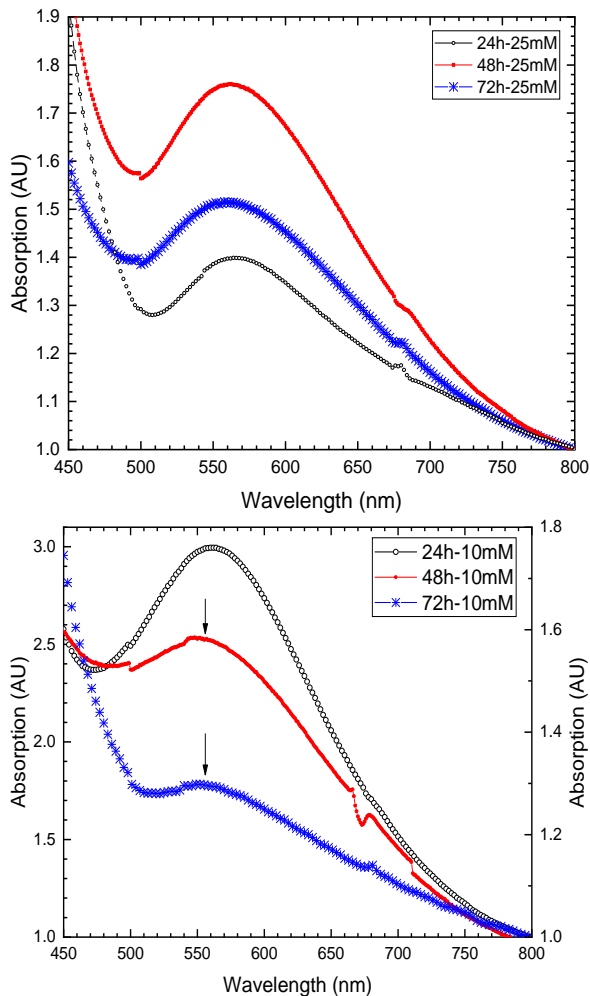 1.9
1.8
1.7
1.6
1.5
1.4
1.3
1.2
1.1
1.0
Absorption (AU)
24h-25mM
48h-25mM
72h-25mM
450 500 550 600 650 700 750 800
Wavelength (nm)
3.0
2.5
2.0
1.5
1.0
Absorption (AU)
24h-10mM
48h-10mM
72h-10mM
1.8
1.6
1.4
1.2
1.0
Absorption (AU)
450 500 550 600 650 700 750 800
Wavelength (nm)